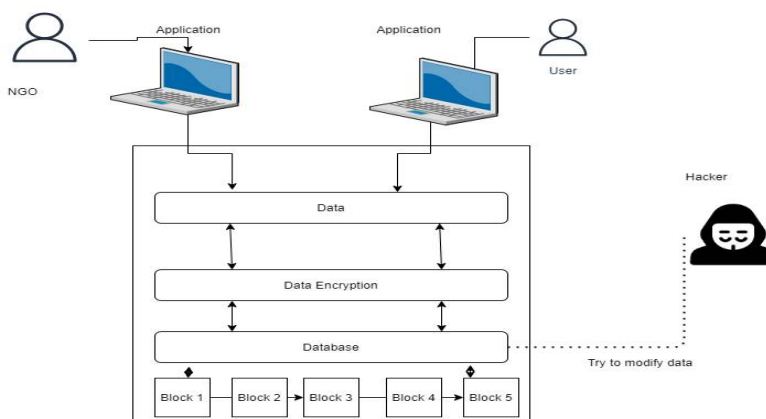 Application
Application
User
NGO
Hacker
Data
Data Encryption
Database
Try to modify data
Block 1
Block 2
Block 3
Block 4
Block 5